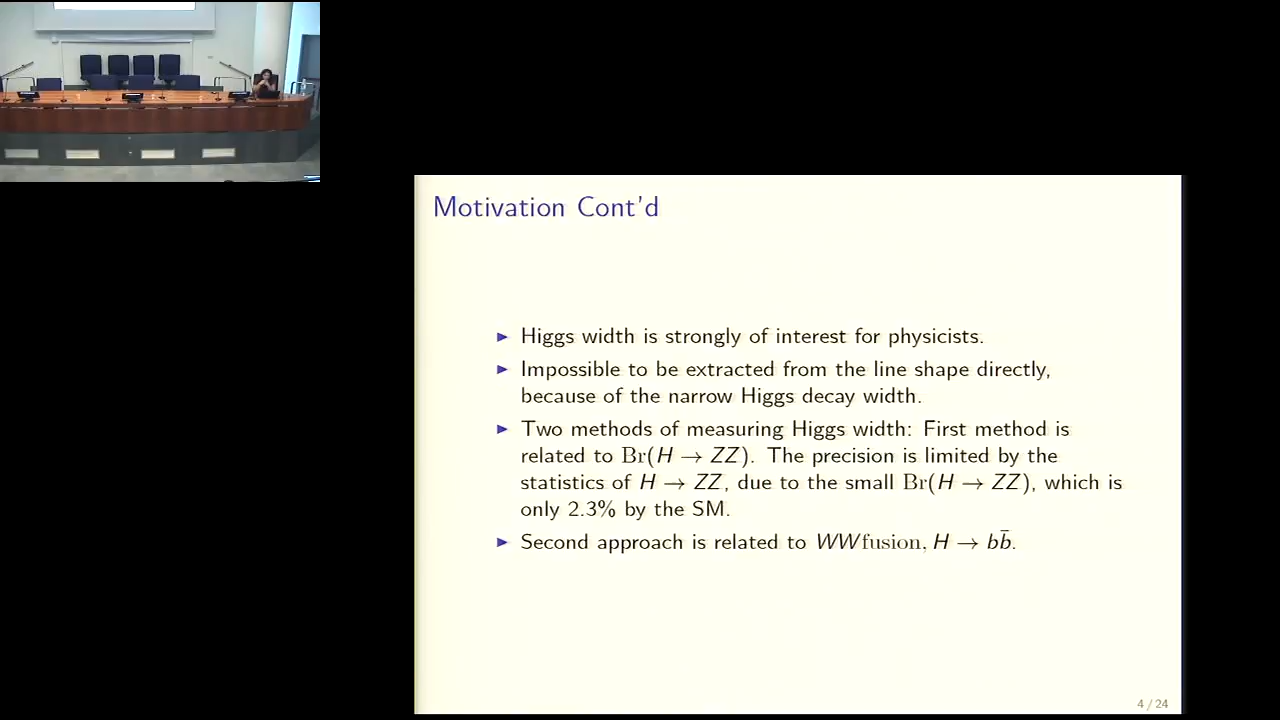 Motivation Cont'd
▶ Higgs width is strongly of interest for physicists.
▶ Impossible to be extracted from the line shape directly,
because of the narrow Higgs decay width.
▶ Two methods of measuring Higgs width: First method is
related to Br(H → ZZ). The precision is limited by the
statistics of H → ZZ, due to the small Br(H → ZZ), which is
only 2.3% by the SM.
▶ Second approach is related to WWfusion, H → bb̄.
4 / 24